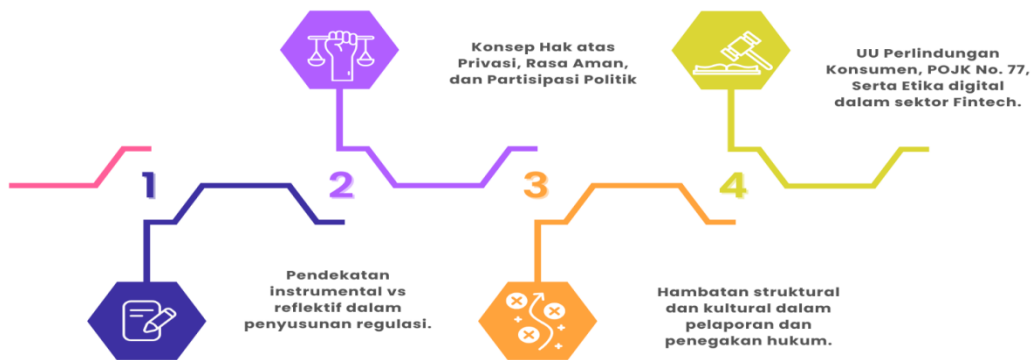 1
Pendekatan
instrumental vs
reflektif dalam
penyusunan regulasi.
2
Konsep Hak atas
Privasi, Rasa Aman,
dan Partisipasi Politik
3
Hambatan struktural
dan kultural dalam
pelaporan dan
penegakan hukum.
4
UU Perlindungan
Konsumen, POJK No. 77,
Serta Etika digital
dalam sektor Fintech.